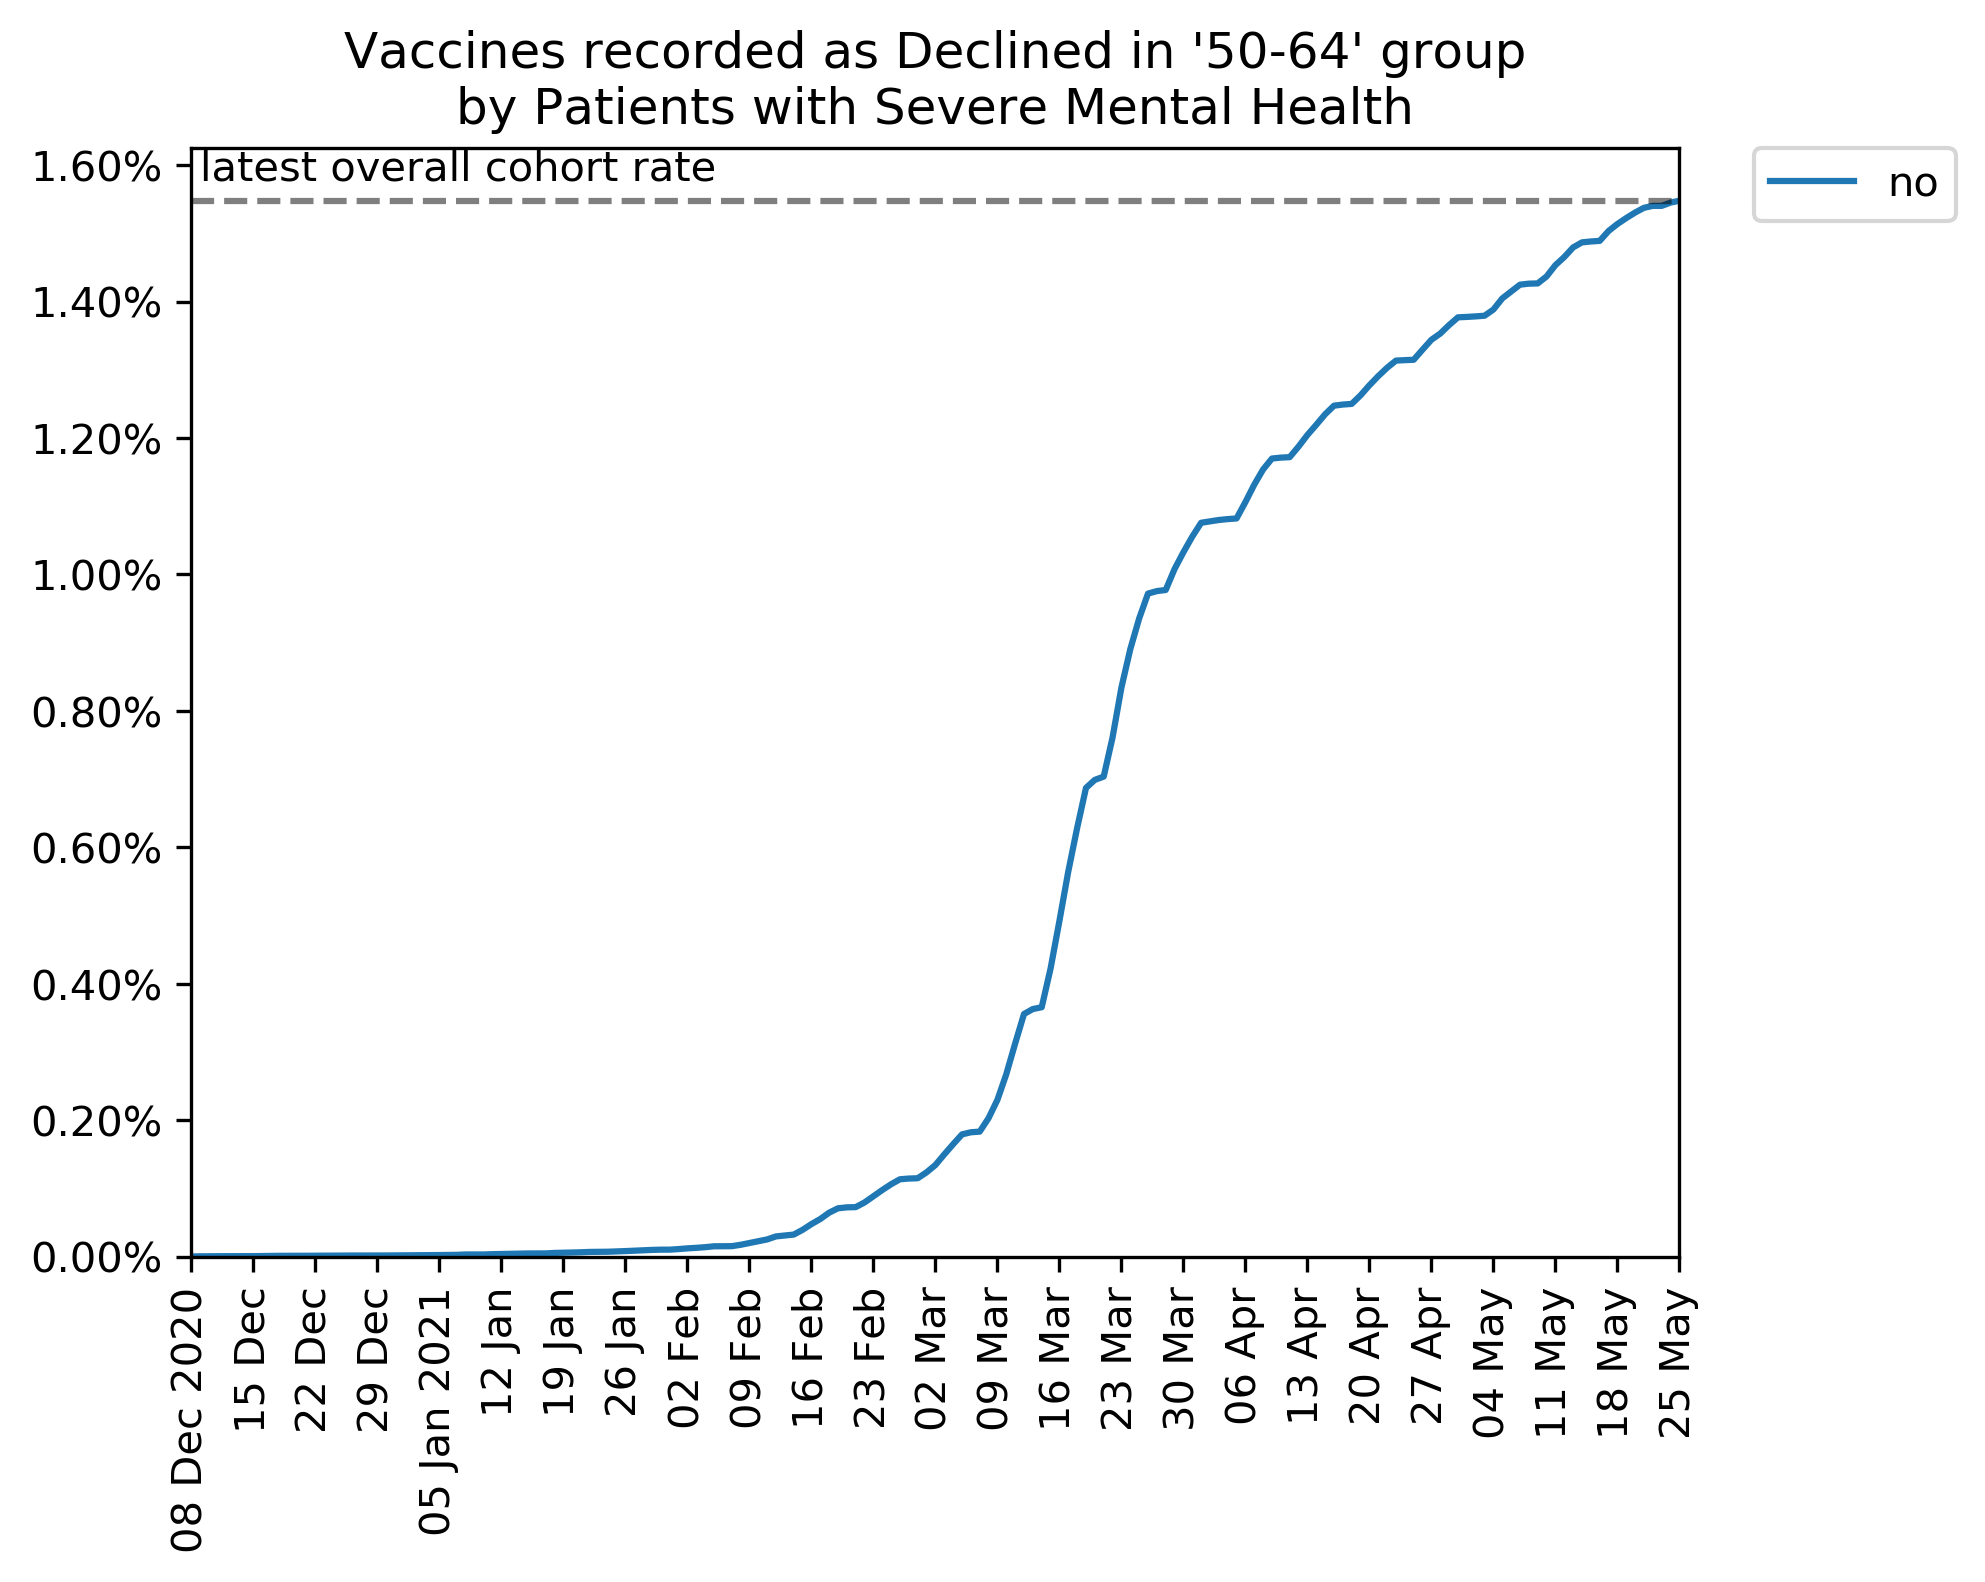 Vaccines recorded as Declined in '50-64' group
by Patients with Severe Mental Health
1.60%
1.40%
1.20%
1.00%
0.80%
0.60%
0.40%
0.20%
0.00%
latest overall cohort rate
no
08 Dec 2020
15 Dec
22 Dec
29 Dec
05 Jan 2021
12 Jan
19 Jan
26 Jan
02 Feb
09 Feb
16 Feb
23 Feb
02 Mar
09 Mar
16 Mar
23 Mar
30 Mar
06 Apr
13 Apr
20 Apr
27 Apr
04 May
11 May
18 May
25 May